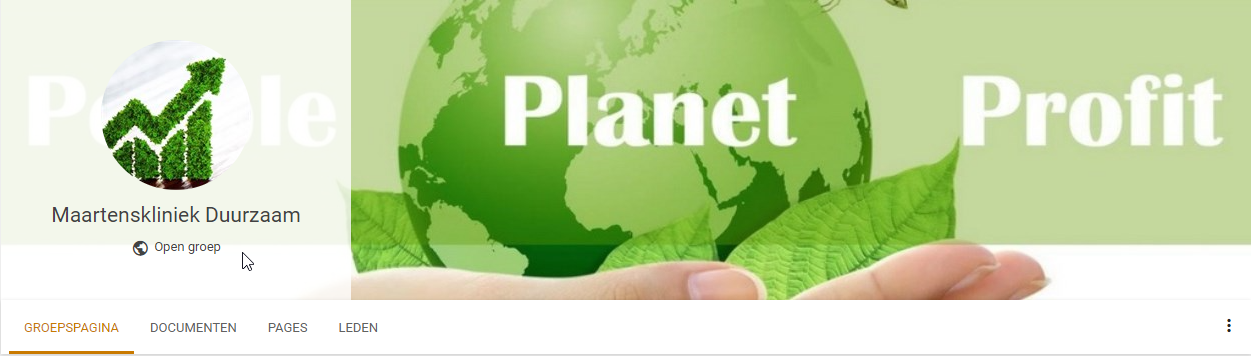 Planet
Profit
Maartenskliniek Duurzaam
Open groep
GROEPSPAGINA
DOCUMENTEN
PAGES
LEDEN